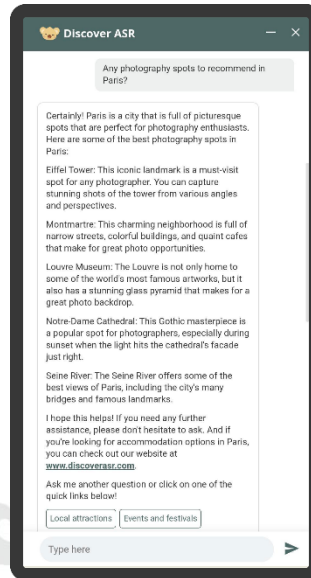 Discover ASR
Any photography spots to recommend in
Paris?
Certainly! Paris is a city that is full of picturesque
spots that are perfect for photography enthusiasts.
Here are some of the best photography spots in
Paris:
Eiffel Tower: This iconic landmark is a must-visit
spot for any photographer. You can capture
stunning shots of the tower from various angles
and perspectives.
Montmartre: This charming neighborhood is full of
narrow streets, colorful buildings, and quaint cafes
that make for great photo opportunities.
Louvre Museum: The Louvre is not only home to
some of the world's most famous artworks, but it
also has a stunning glass pyramid that makes for a
great photo backdrop.
Notre-Dame Cathedral: This Gothic masterpiece is
a popular spot for photographers, especially during
sunset when the light hits the cathedral's facade
just right.
Seine River: The Seine River offers some of the
best views of Paris, including the city's many
bridges and famous landmarks.
I hope this helps! If you need any further
assistance, please don't hesitate to ask. And if
you're looking for accommodation options in Paris,
you can check out our website at
www.discoverasr.com.
Ask me another question or click on one of the
quick links below!
Local attractions Events and festivals
Type here